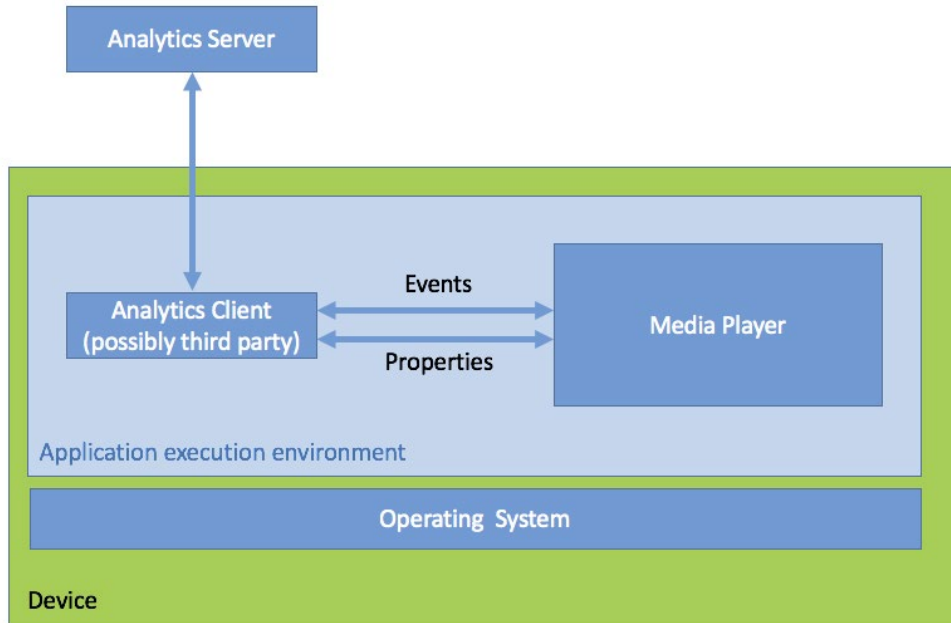 Analytics Server
Events
Analytics Client
(possibly third party)
Media Player
Properties
Application execution environment
Operating System
Device